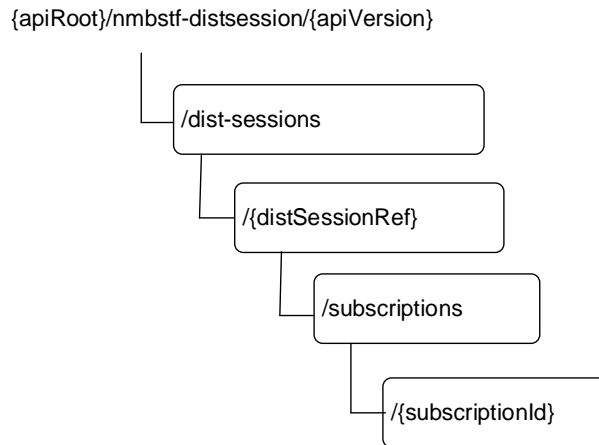 {apiRoot}/nmbstf-distsession/{apiVersion}
/dist-sessions
/{distSessionRef}
/subscriptions
/{subscriptionId}